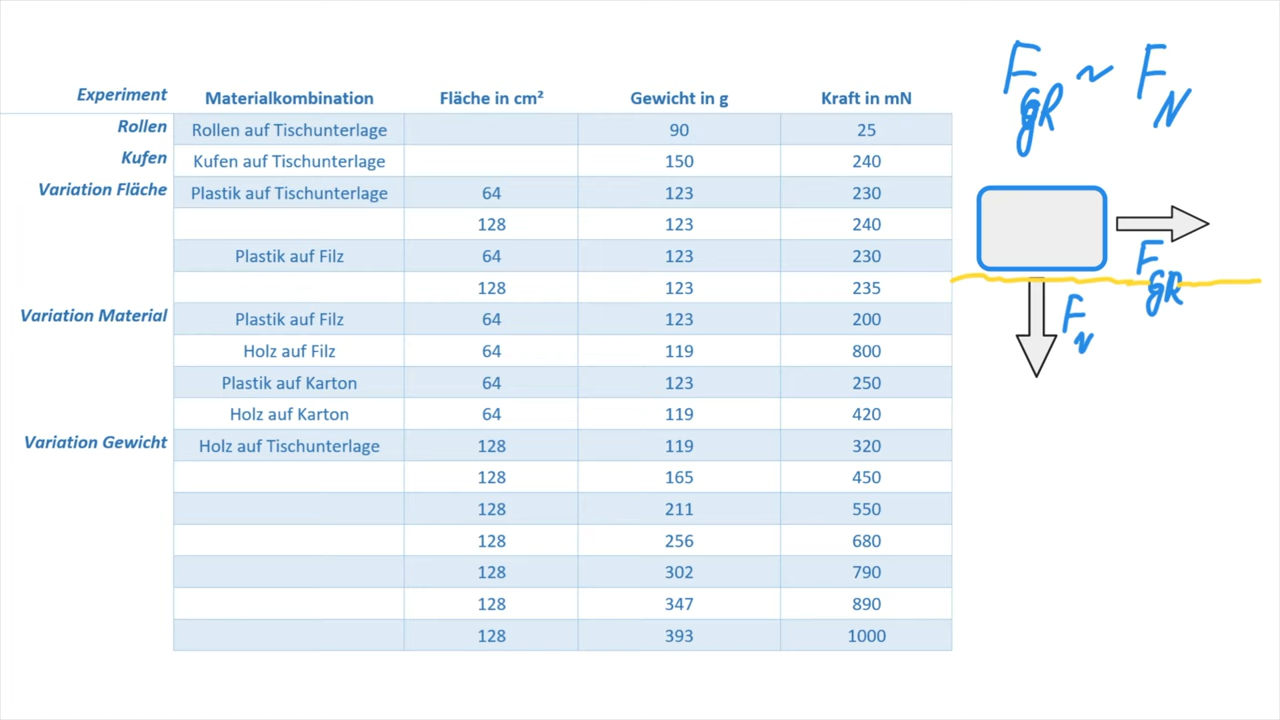 Experiment Materialkombination Fläche in cm² Gewicht in g Kraft in mN
Rollen Rollen auf Tischunterlage 90 25
Kufen Kufen auf Tischunterlage 150 240
Variation Fläche Plastik auf Tischunterlage 64 123 230
128 123 240
Plastik auf Filz 64 123 230
128 123 235
Variation Material Plastik auf Filz 64 123 200
Holz auf Filz 64 119 800
Plastik auf Karton 64 123 250
Holz auf Karton 64 119 420
Variation Gewicht Holz auf Tischunterlage 128 119 320
128 165 450
128 211 550
128 256 680
128 302 790
128 347 890
128 393 1000
F_gR ~ F_N
F_gR
F_N